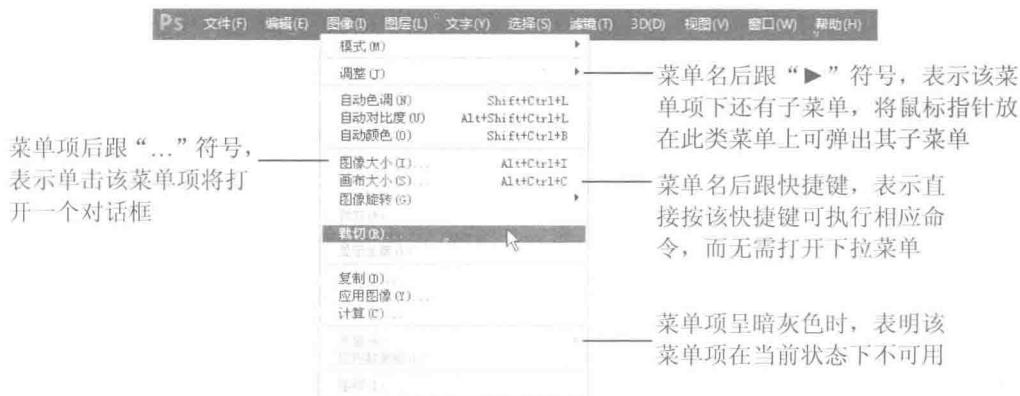 Ps 文件(F) 编辑(E) 图像(I) 图层(L) 文字(Y) 选择(S) 滤镜(T) 3D(D) 视图(V) 窗口(W) 帮助(H)
模式(M)
调整(J)
自动色调(N) Shift+Ctrl+L
自动对比度(U) Alt+Shift+Ctrl+L
自动颜色(O) Shift+Ctrl+B
图像大小(I)... Alt+Ctrl+I
画布大小(S)... Alt+Ctrl+C
图像旋转(G)
裁切(R)...
复制(D)...
应用图像(Y)...
计算(C)...
菜单项后跟“…”符号，
表示单击该菜单项将打
开一个对话框
菜单名后跟“▶”符号，表示该菜
单项下还有子菜单，将鼠标指针放
在此类菜单上可弹出其子菜单
菜单名后跟快捷键，表示直
接按该快捷键可执行相应命
令，而无需打开下拉菜单
菜单项呈暗灰色时，表明该
菜单项在当前状态下不可用